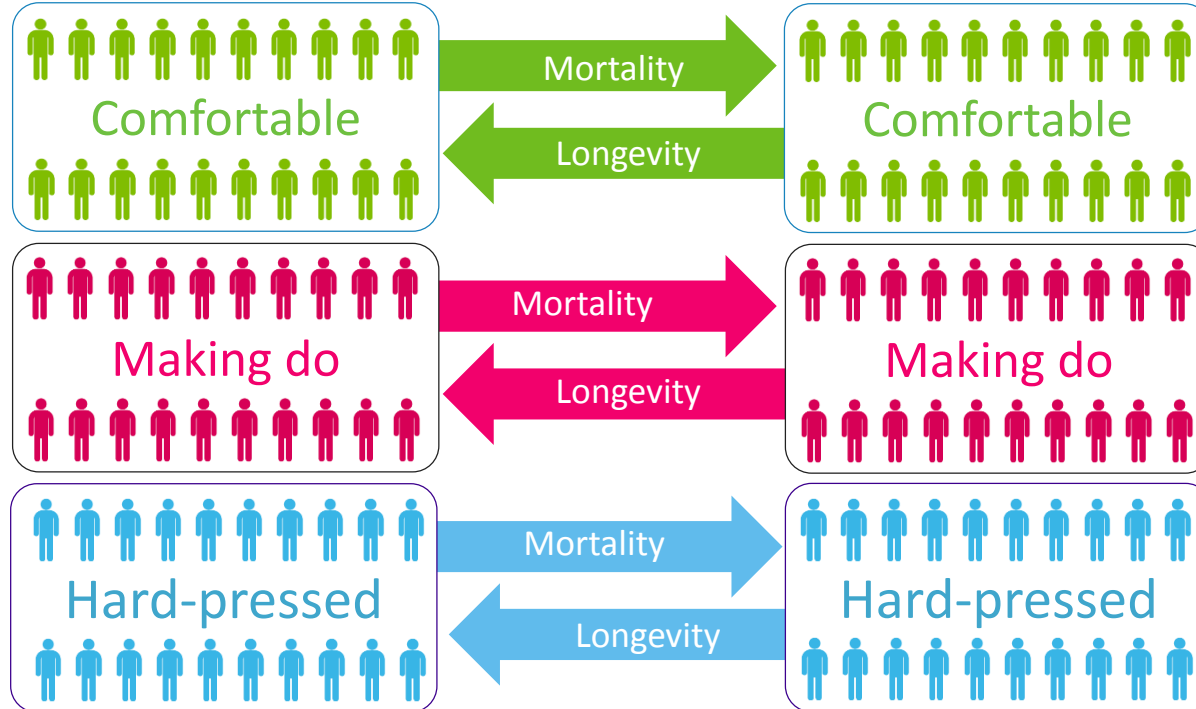 Comfortable
Mortality
Longevity
Comfortable
Making do
Mortality
Longevity
Making do
Hard-pressed
Mortality
Longevity
Hard-pressed